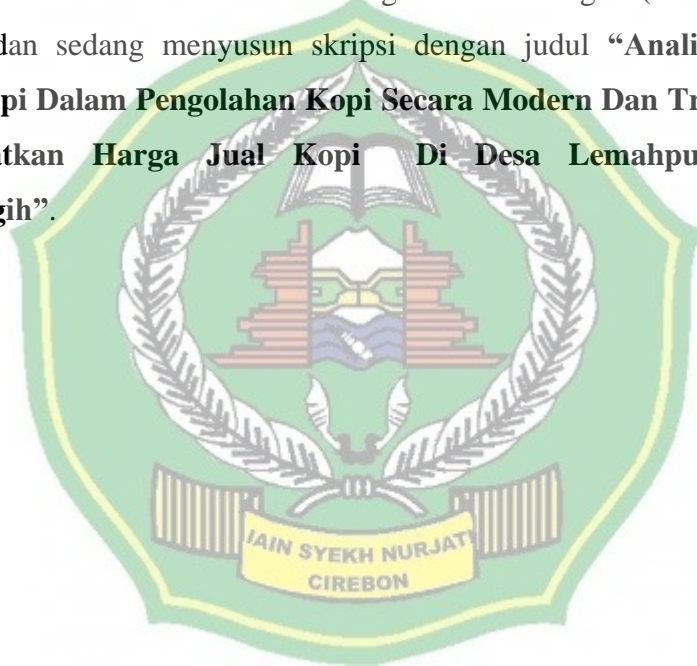 dan sedang menyusun skripsi dengan judul “Anali
pi Dalam Pengolahan Kopi Secara Modern Dan Tr
atkan Harga Jual Kopi Di Desa Lemahpu
gih”.
IAIN SYEKH NURJATI
CIREBON